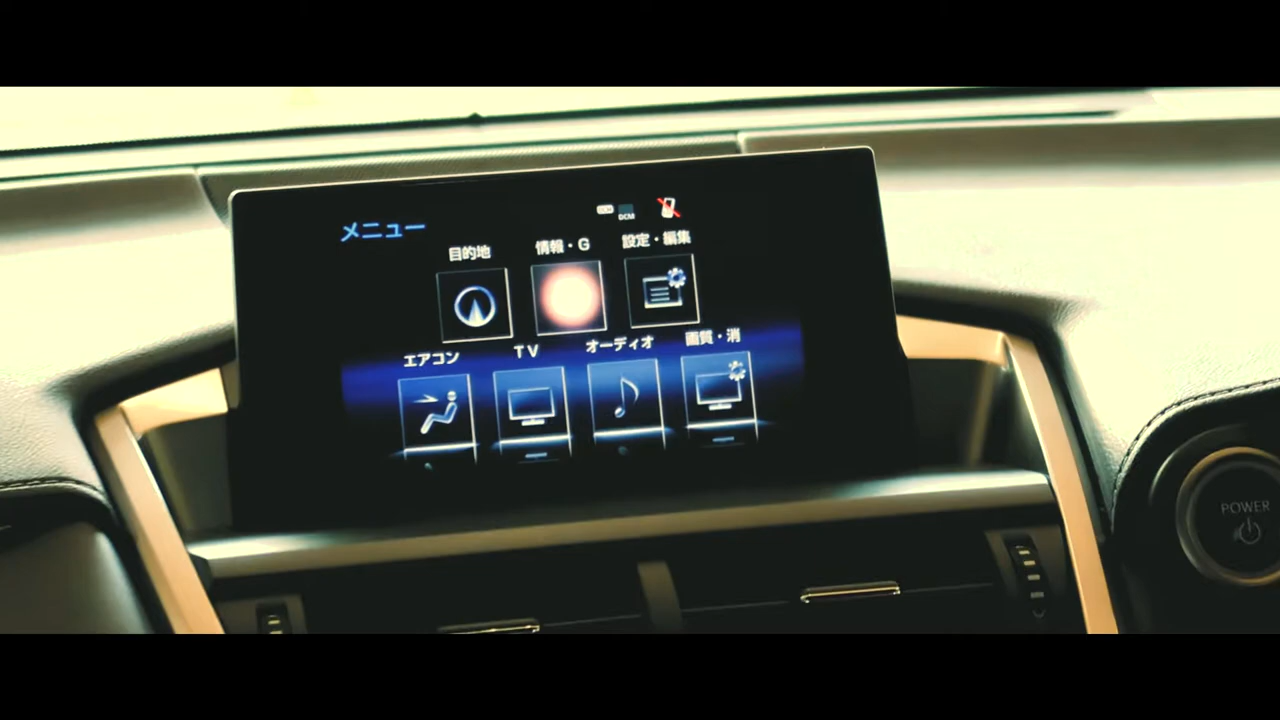 DCM
メニュー
目的地
情報・G
設定・編集
エアコン
TV
オーディオ
画質・消
POWER